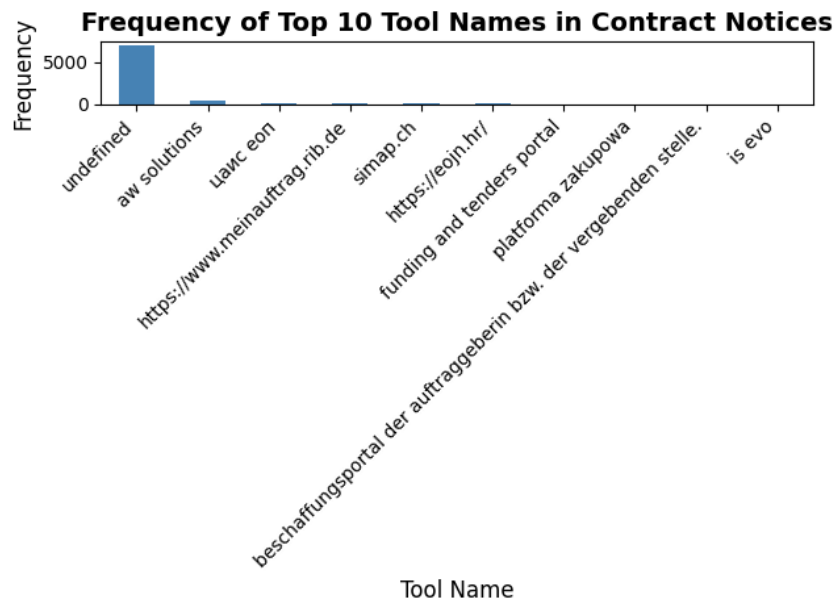 Frequency of Top 10 Tool Names in Contract Notices
Frequency
5000
0
undefined
aw solutions
цаис еоп
https://www.meinauftrag.rib.de
simap.ch
https://eojn.hr/
funding and tenders portal
platforma zakupowa
beschaffungsportal der auftraggeberin bzw. der vergebenden stelle.
is evo
Tool Name